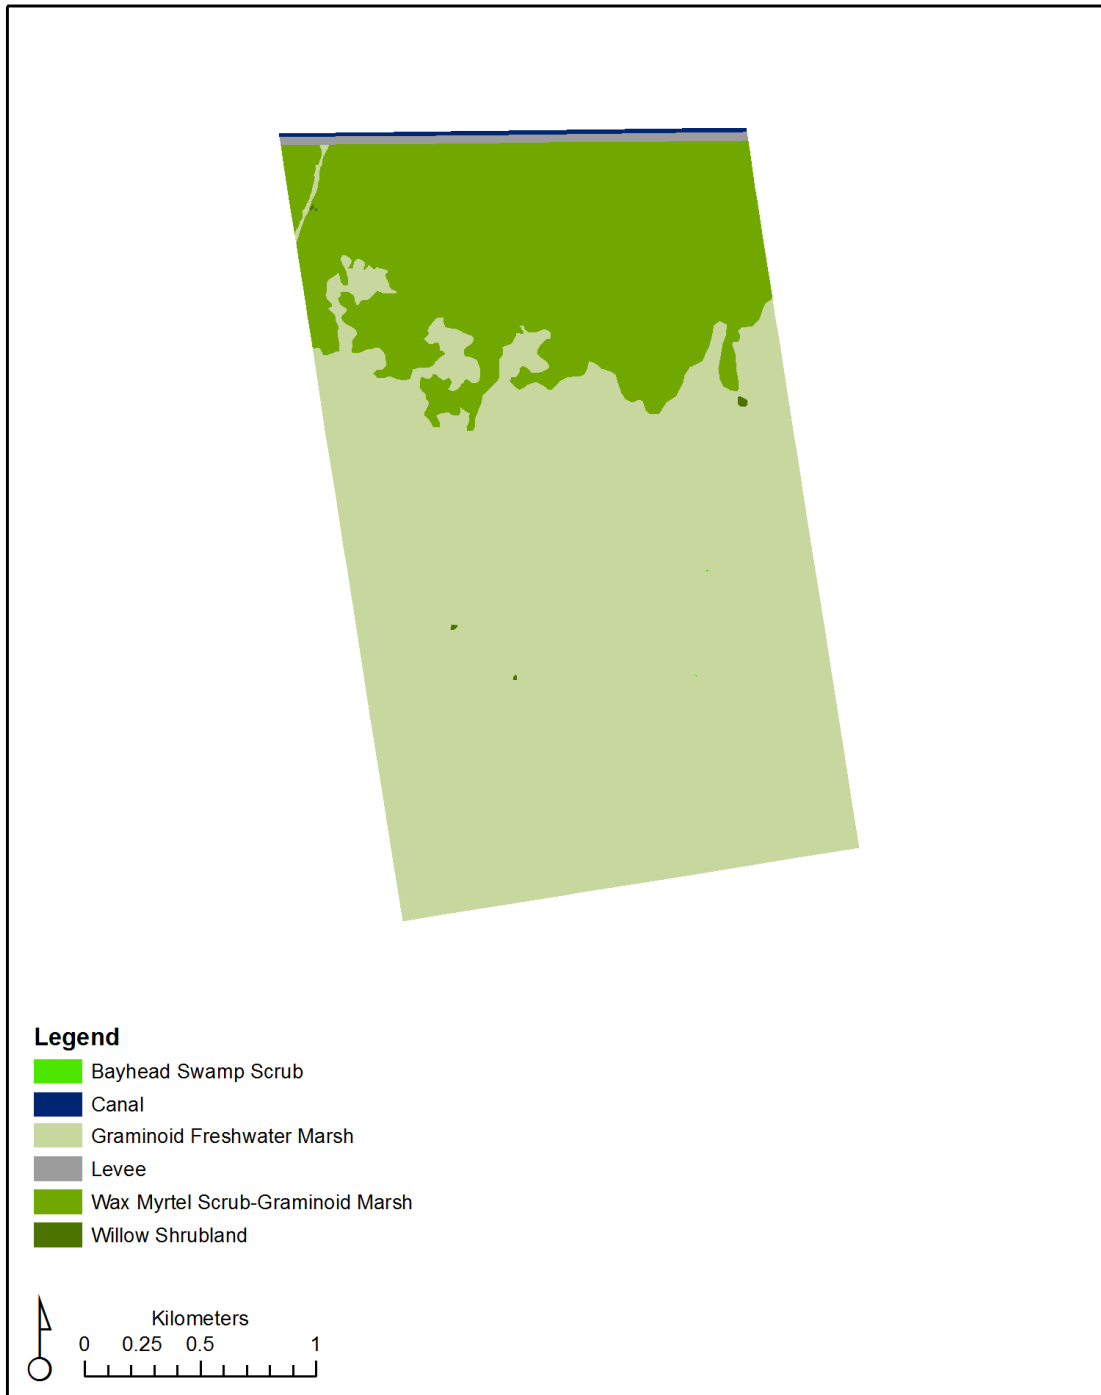 Legend
Bayhead Swamp Scrub
Canal
Graminoid Freshwater Marsh
Levee
Wax Myrtel Scrub-Graminoid Marsh
Willow Shrubland
Kilometers
0 0.25 0.5 1